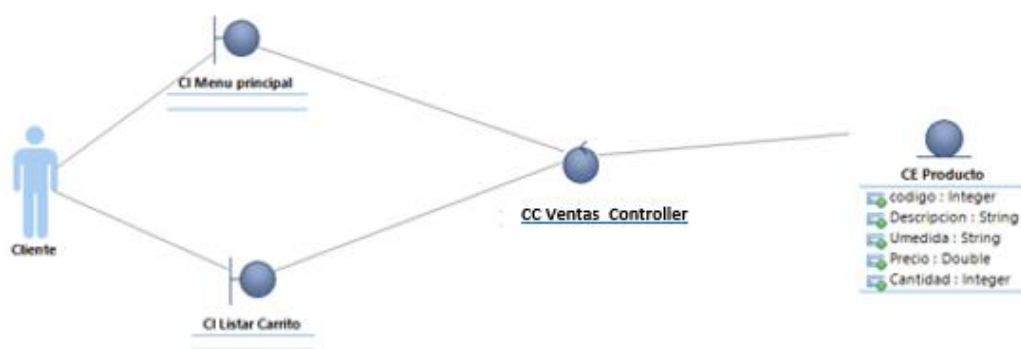 CI Menu principal
Cliente
CI Listar Carrito
CC Ventas Controller
CE Producto
codigo : Integer
Descripcion : String
Umedida : String
Precio : Double
Cantidad : Integer